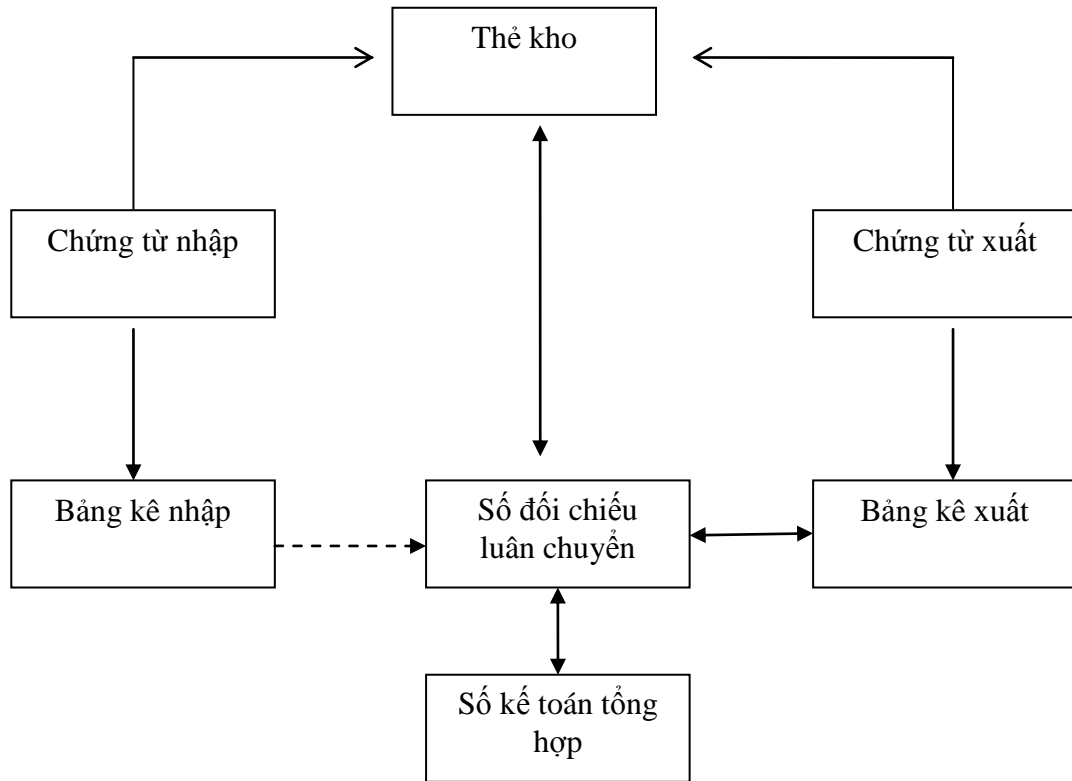 Thẻ kho
Chứng từ nhập
Chứng từ xuất
Bảng kê nhập
Số đối chiếu
luân chuyển
Bảng kê xuất
Số kế toán tổng
hợp